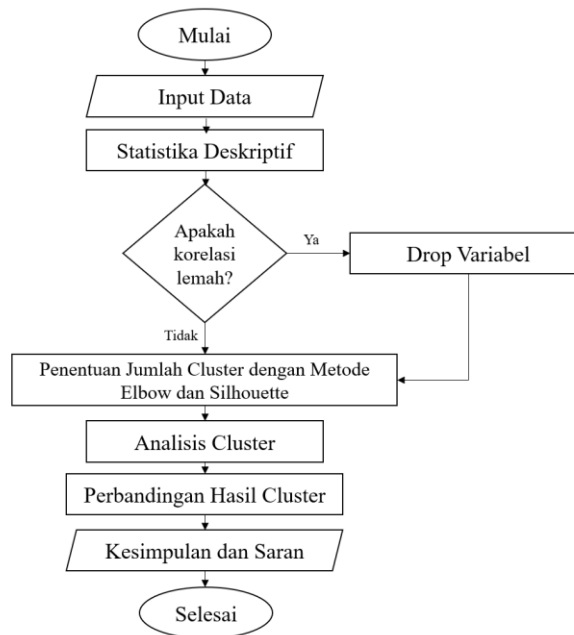 Mulai
Input Data
Statistika Deskriptif
Apakah
korelasi
lemah?
Ya
Drop Variabel
Tidak
Penentuan Jumlah Cluster dengan Metode
Elbow dan Silhouette
Analisis Cluster
Perbandingan Hasil Cluster
Kesimpulan dan Saran
Selesai